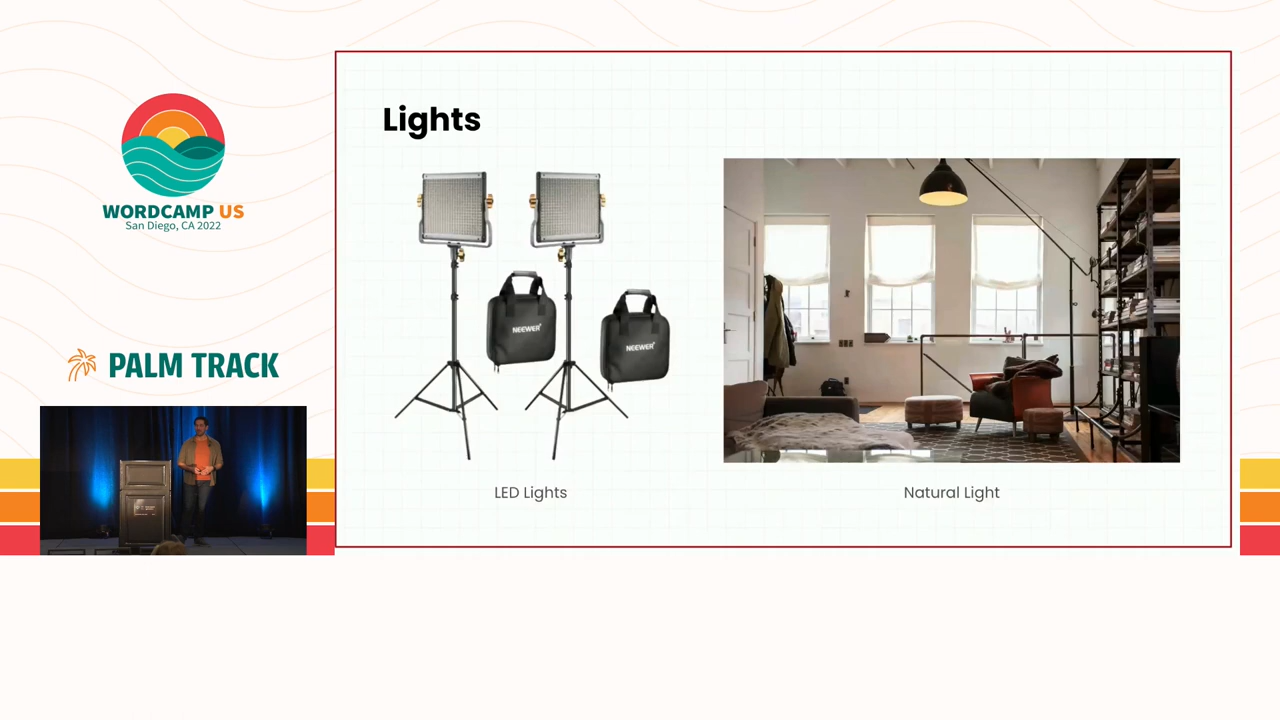 WORDCAMP US
San Diego, CA 2022
PALM TRACK
Lights
NEEWER
NEEWER
LED Lights
Natural Light